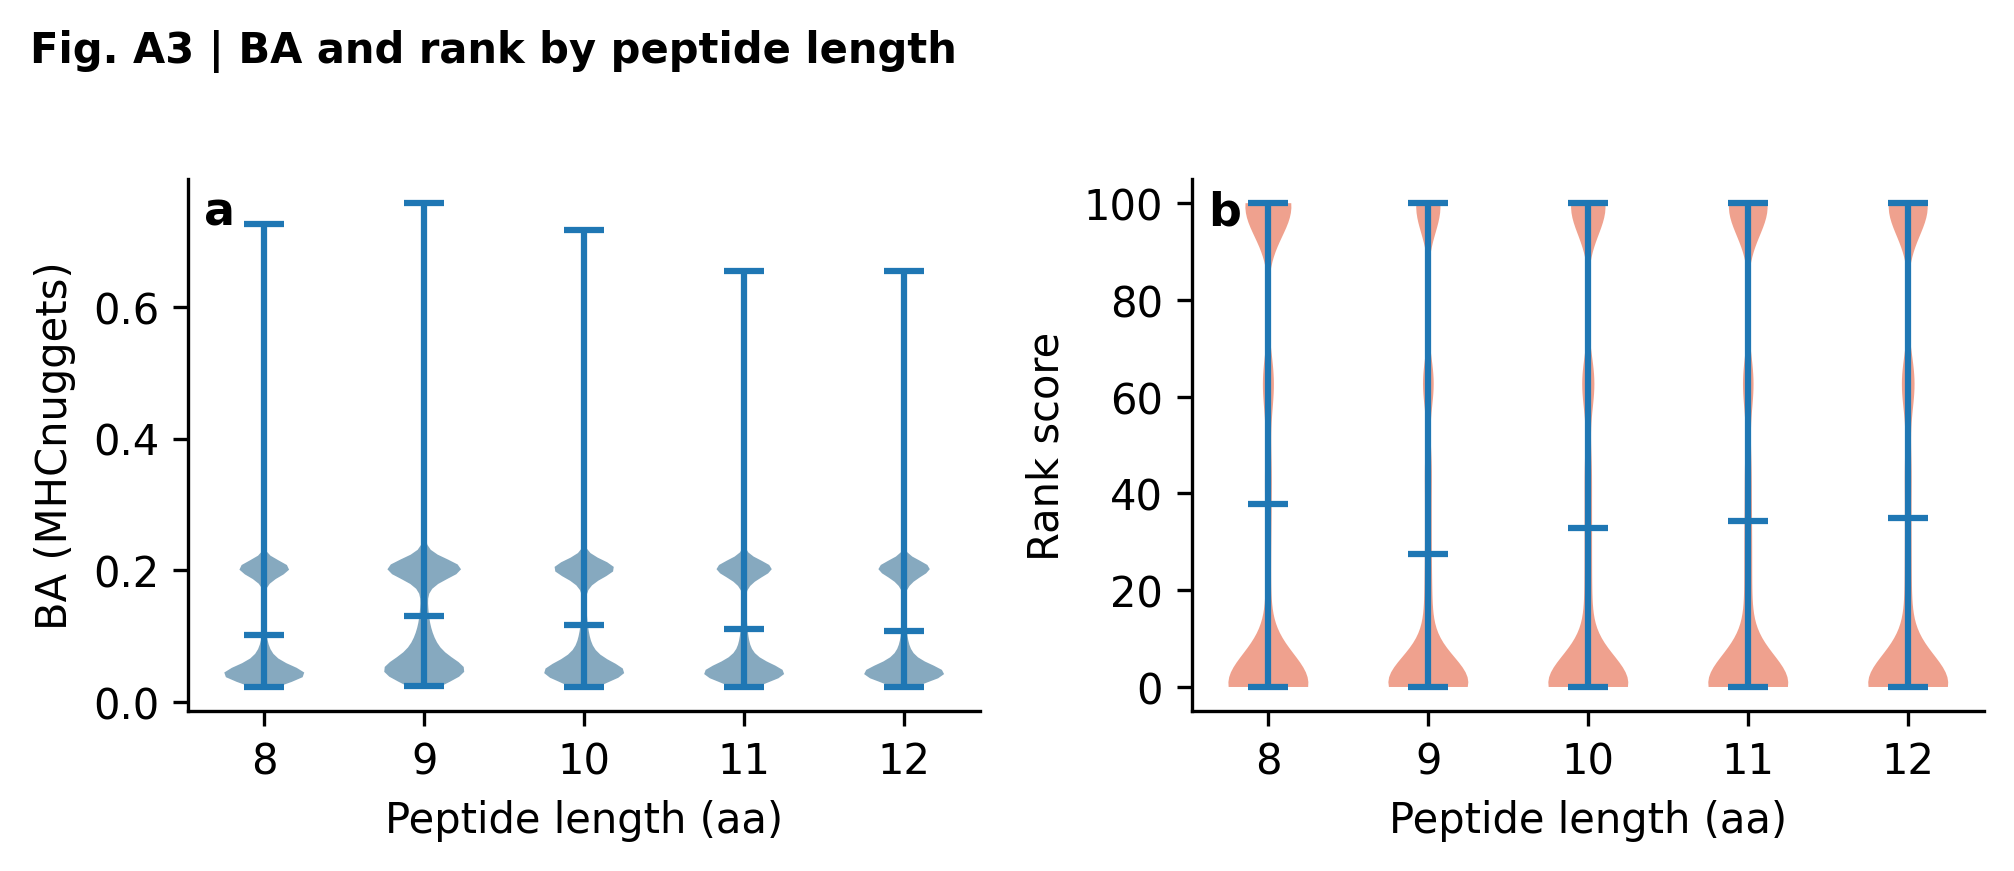 Fig. A3 | BA and rank by peptide length
a
BA (MHCnuggets)
0.6
0.4
0.2
0.0
8 9 10 11 12
Peptide length (aa)
b
Rank score
100
80
60
40
20
0
8 9 10 11 12
Peptide length (aa)